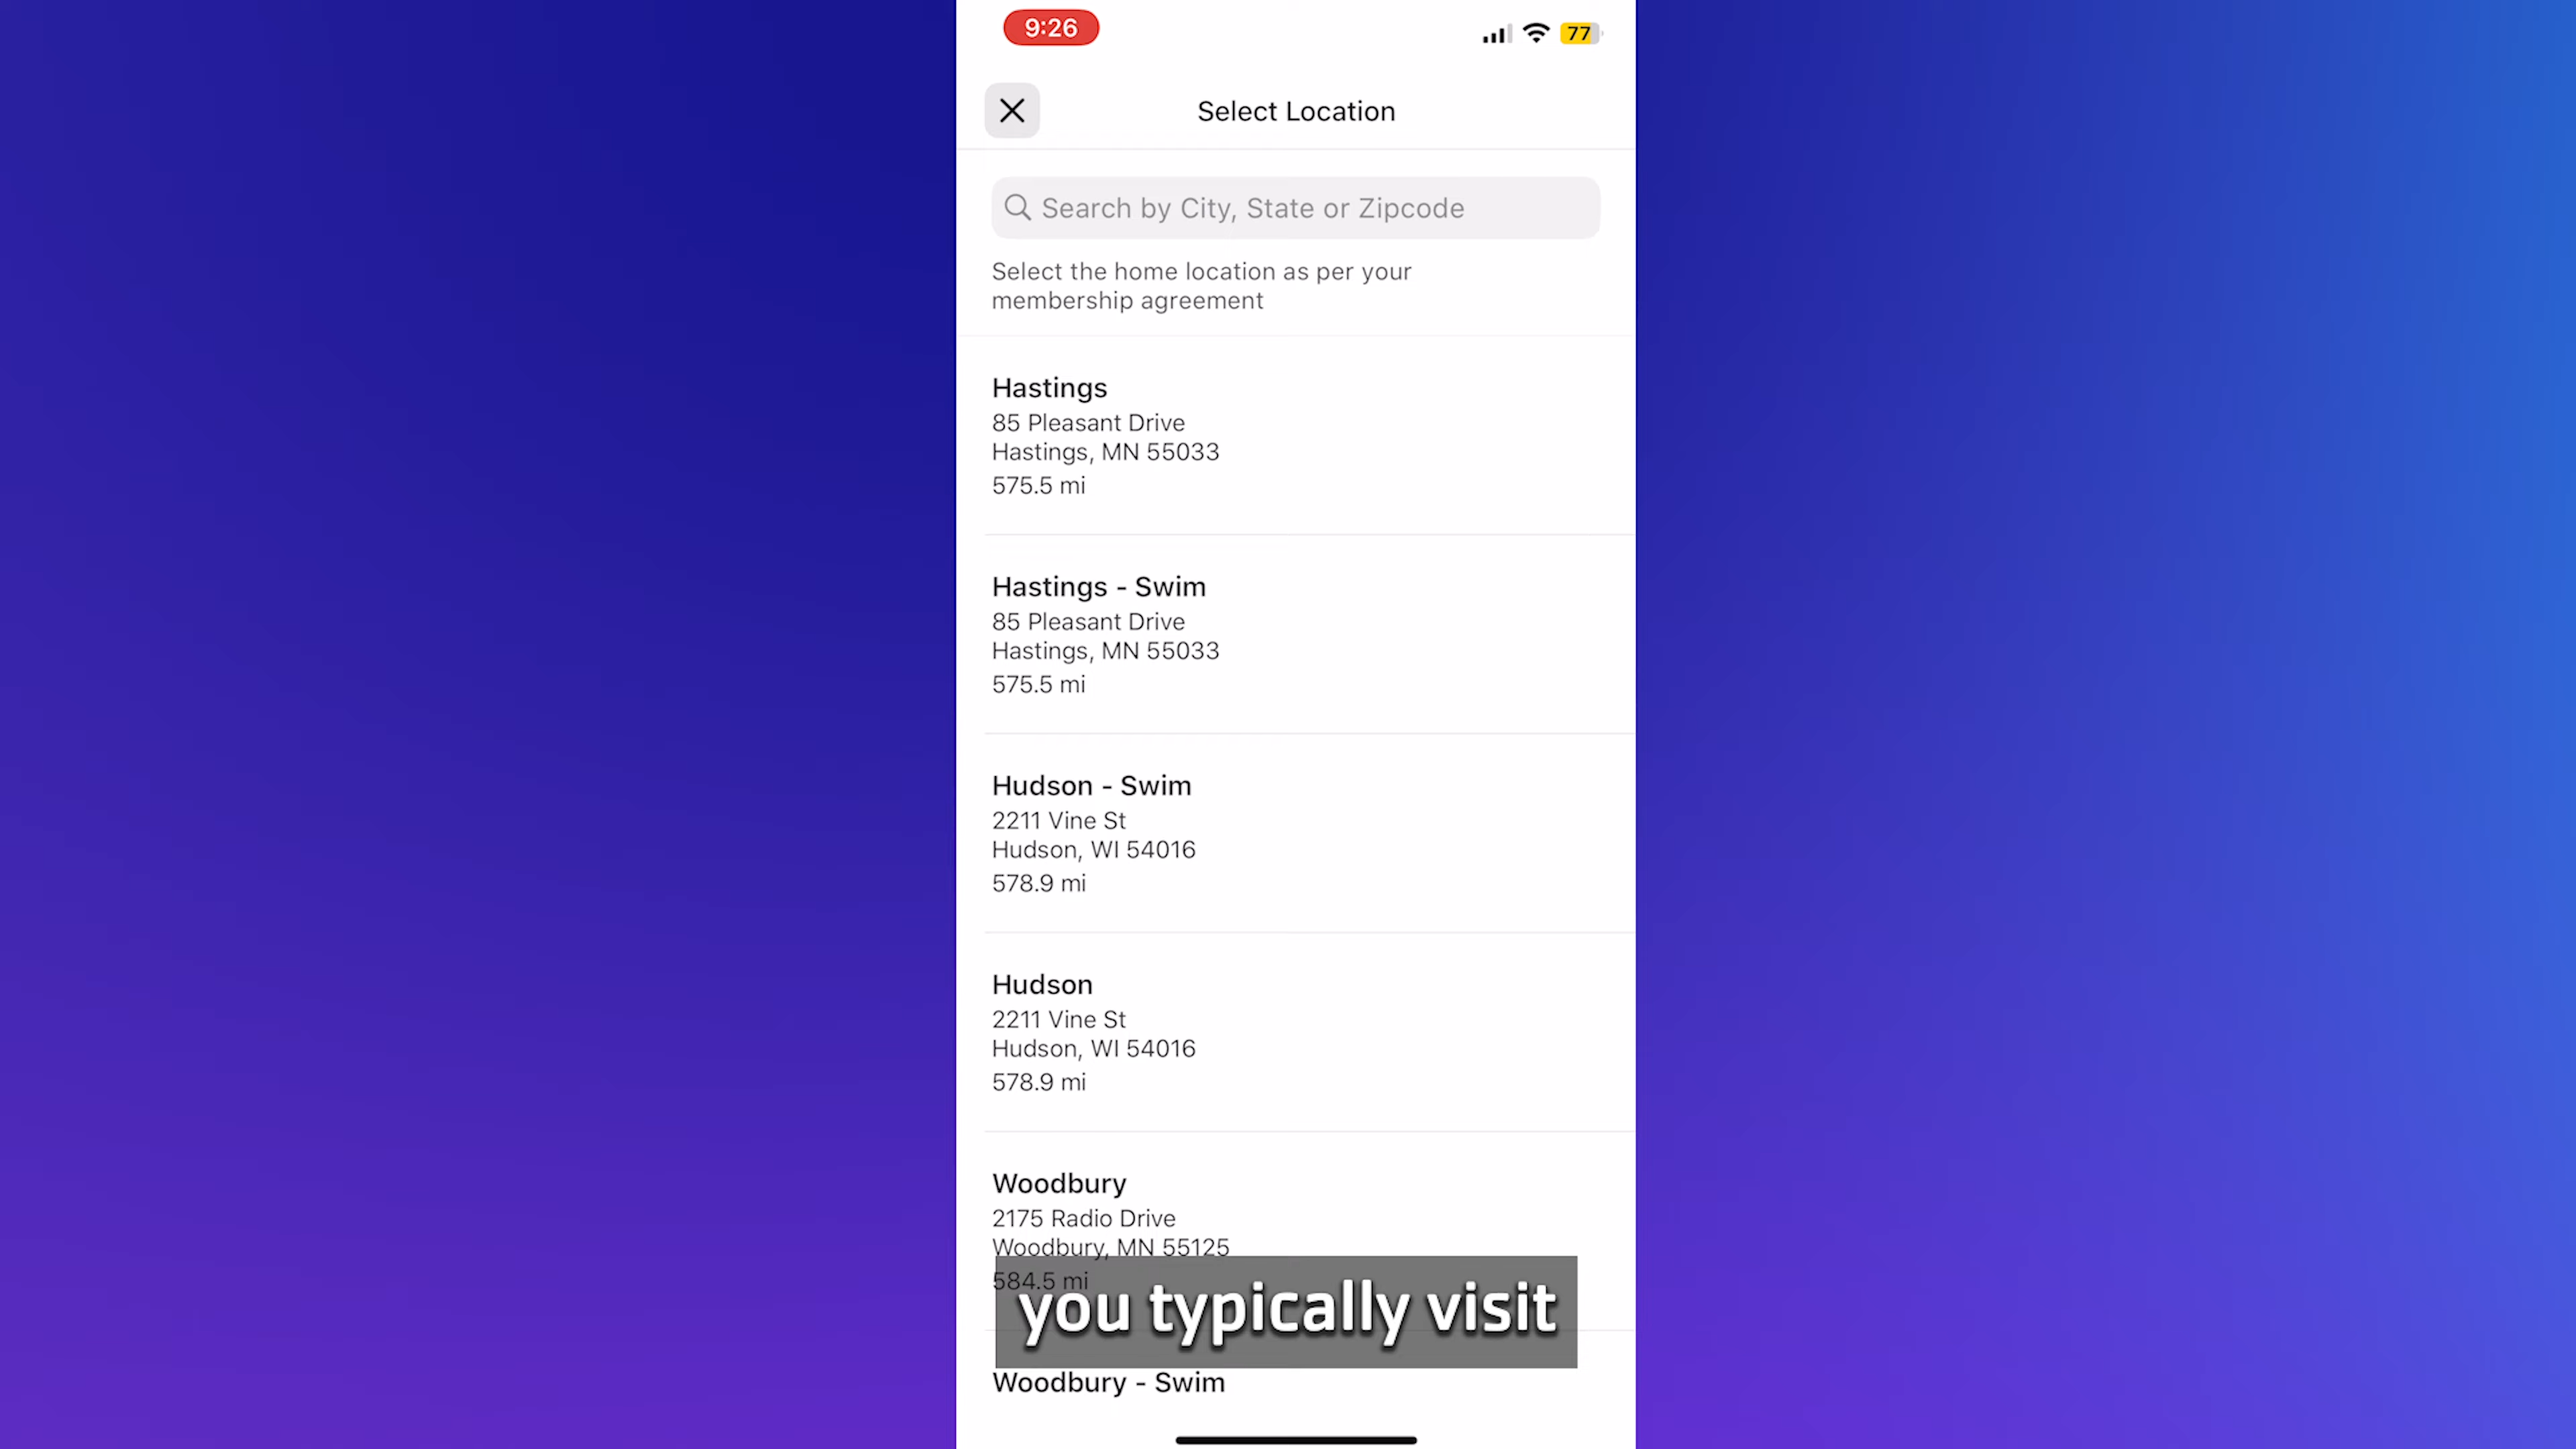 9:26
77
Select Location
Search by City, State or Zipcode
Select the home location as per your
membership agreement
Hastings
85 Pleasant Drive
Hastings, MN 55033
575.5 mi
Hastings - Swim
85 Pleasant Drive
Hastings, MN 55033
575.5 mi
Hudson - Swim
2211 Vine St
Hudson, WI 54016
578.9 mi
Hudson
2211 Vine St
Hudson, WI 54016
578.9 mi
Woodbury
2175 Radio Drive
Woodbury, MN 55125
584.5 mi
you typically visit
Woodbury - Swim